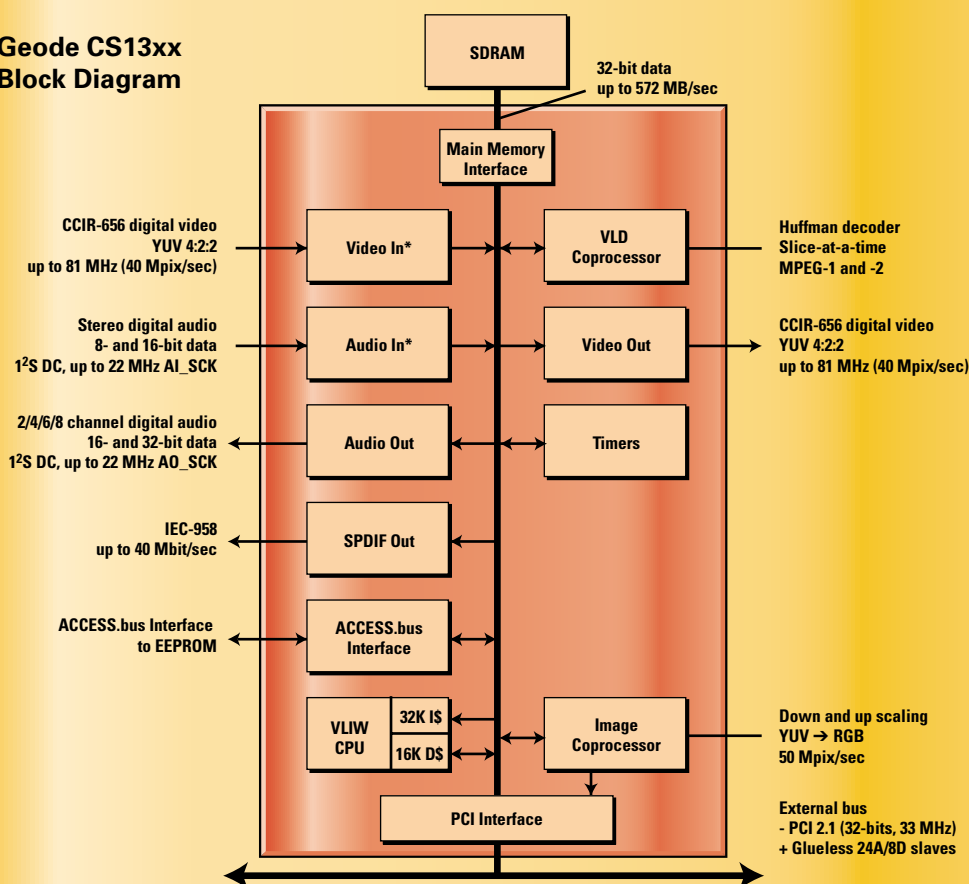 Geode CS13xx
Block Diagram
SDRAM
32-bit data
up to 572 MB/sec
Main Memory
Interface
CCIR-656 digital video
YUV 4:2:2
up to 81 MHz (40 Mpix/sec)
Video In*
VLD
Coprocessor
Huffman decoder
Slice-at-a-time
MPEG-1 and -2
Stereo digital audio
8- and 16-bit data
1²S DC, up to 22 MHz AI_SCK
Audio In*
Video Out
CCIR-656 digital video
YUV 4:2:2
up to 81 MHz (40 Mpix/sec)
2/4/6/8 channel digital audio
16- and 32-bit data
1²S DC, up to 22 MHz AO_SCK
Audio Out
Timers
IEC-958
up to 40 Mbit/sec
SPDIF Out
ACCESS.bus Interface
to EEPROM
ACCESS.bus
Interface
VLIW
CPU
32K I$
16K D$
Image
Coprocessor
Down and up scaling
YUV ➔ RGB
50 Mpix/sec
PCI Interface
External bus
- PCI 2.1 (32-bits, 33 MHz)
+ Glueless 24A/8D slaves